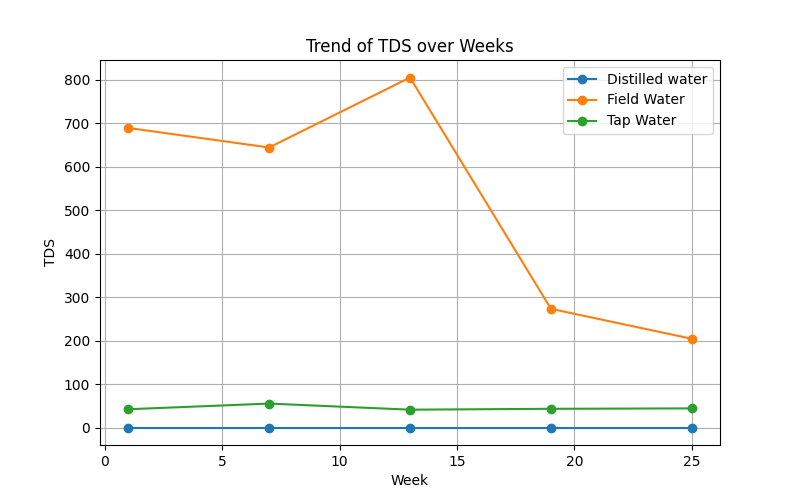 Trend of TDS over Weeks
Distilled water
Field Water
Tap Water
800
700
600
500
400
300
200
100
0
TDS
0 5 10 15 20 25
Week